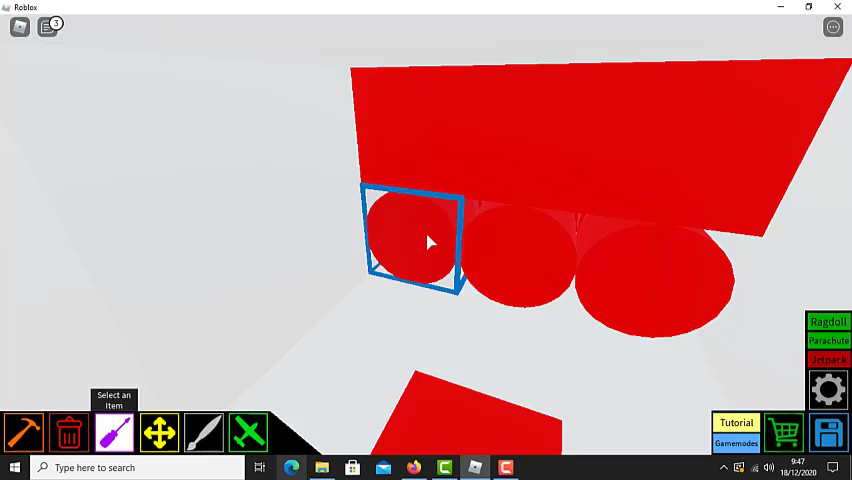 Roblox
3
Ragdoll
Parachute
Jetpack
Select an
Item
Tutorial
Gamemodes
Type here to search
9:47
18/12/2020